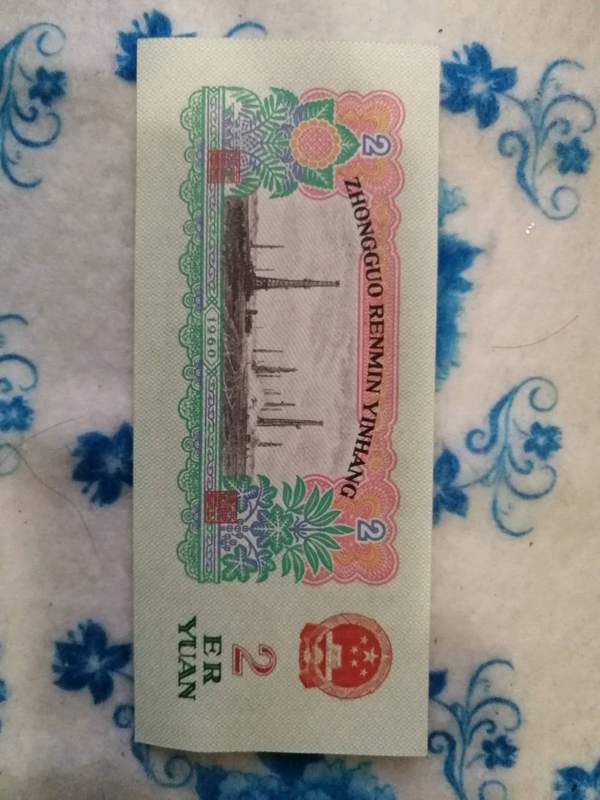 ZHONGGUO RENMIN YINHANG
2
2
1960
2
ER
YUAN